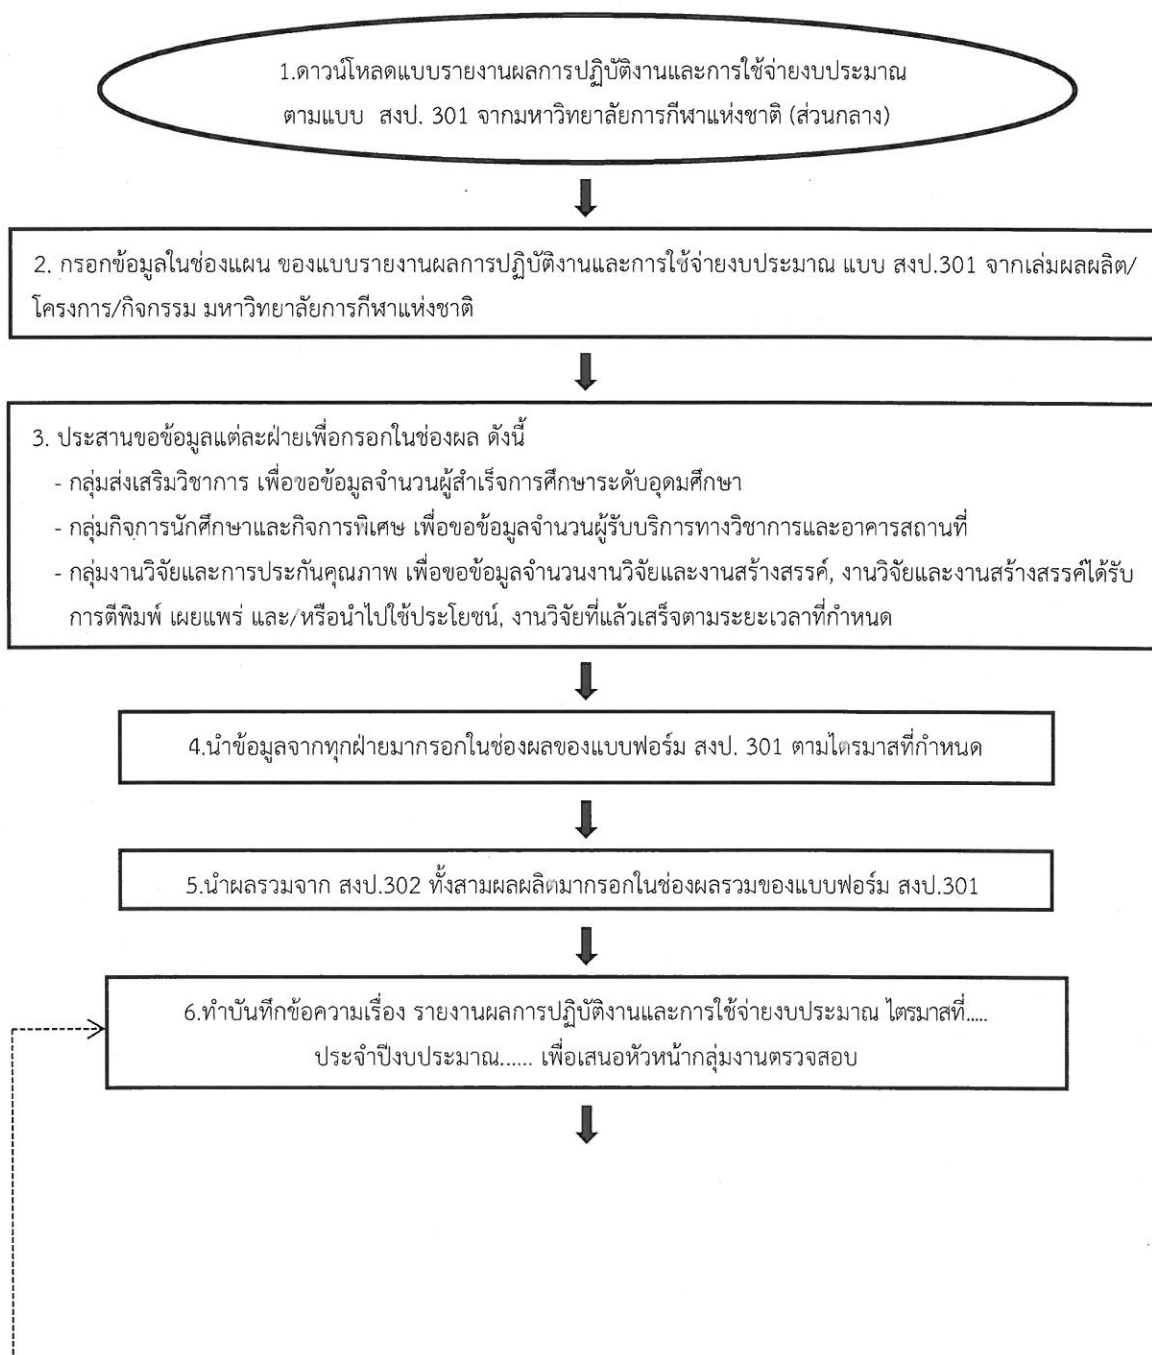 1.ดาวน์โหลดแบบรายงานผลการปฏิบัติงานและการใช้จ่ายงบประมาณ
ตามแบบ สงป. 301 จากมหาวิทยาลัยการกีฬาแห่งชาติ (ส่วนกลาง)
2. กรอกข้อมูลในช่องแผน ของแบบรายงานผลการปฏิบัติงานและการใช้จ่ายงบประมาณ แบบ สงป.301 จากเล่มผลผลิต/
โครงการ/กิจกรรม มหาวิทยาลัยการกีฬาแห่งชาติ
3. ประสานขอข้อมูลแต่ละฝ่ายเพื่อกรอกในช่องผล ดังนี้
- กลุ่มส่งเสริมวิชาการ เพื่อขอข้อมูลจำนวนผู้สำเร็จการศึกษาระดับอุดมศึกษา
- กลุ่มกิจการนักศึกษาและกิจการพิเศษ เพื่อขอข้อมูลจำนวนผู้รับบริการทางวิชาการและอาคารสถานที่
- กลุ่มงานวิจัยและการประกันคุณภาพ เพื่อขอข้อมูลจำนวนงานวิจัยและงานสร้างสรรค์, งานวิจัยและงานสร้างสรรค์ได้รับ
การตีพิมพ์ เผยแพร่ และ/หรือนำไปใช้ประโยชน์, งานวิจัยที่แล้วเสร็จตามระยะเวลาที่กำหนด
4.นำข้อมูลจากทุกฝ่ายมากรอกในช่องผลของแบบฟอร์ม สงป. 301 ตามไตรมาสที่กำหนด
5.นำผลรวมจาก สงป.302 ทั้งสามผลผลิตมากรอกในช่องผลรวมของแบบฟอร์ม สงป.301
6.ทำบันทึกข้อความเรื่อง รายงานผลการปฏิบัติงานและการใช้จ่ายงบประมาณ ไตรมาสที่.....
ประจำปีงบประมาณ...... เพื่อเสนอหัวหน้ากลุ่มงานตรวจสอบ